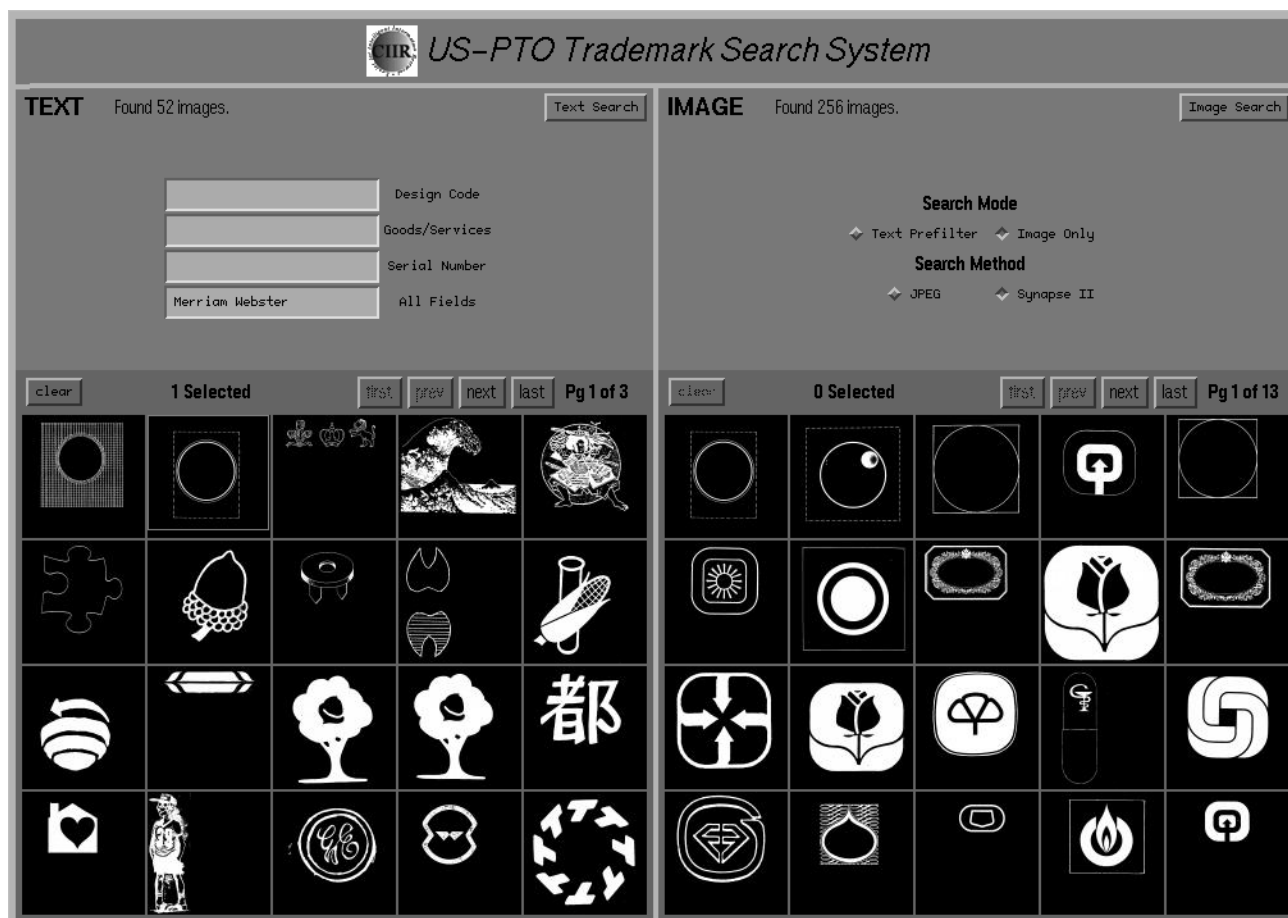 CIIR US-PTO Trademark Search System
TEXT Found 52 images. Text Search
Design Code
Goods/Services
Serial Number
Merriam Webster All Fields
clear 1 Selected first prev next last Pg 1 of 3
都
IMAGE Found 256 images. Image Search
Search Mode
Text Prefilter Image Only
Search Method
JPEG Synapse II
clear 0 Selected first prev next last Pg 1 of 13